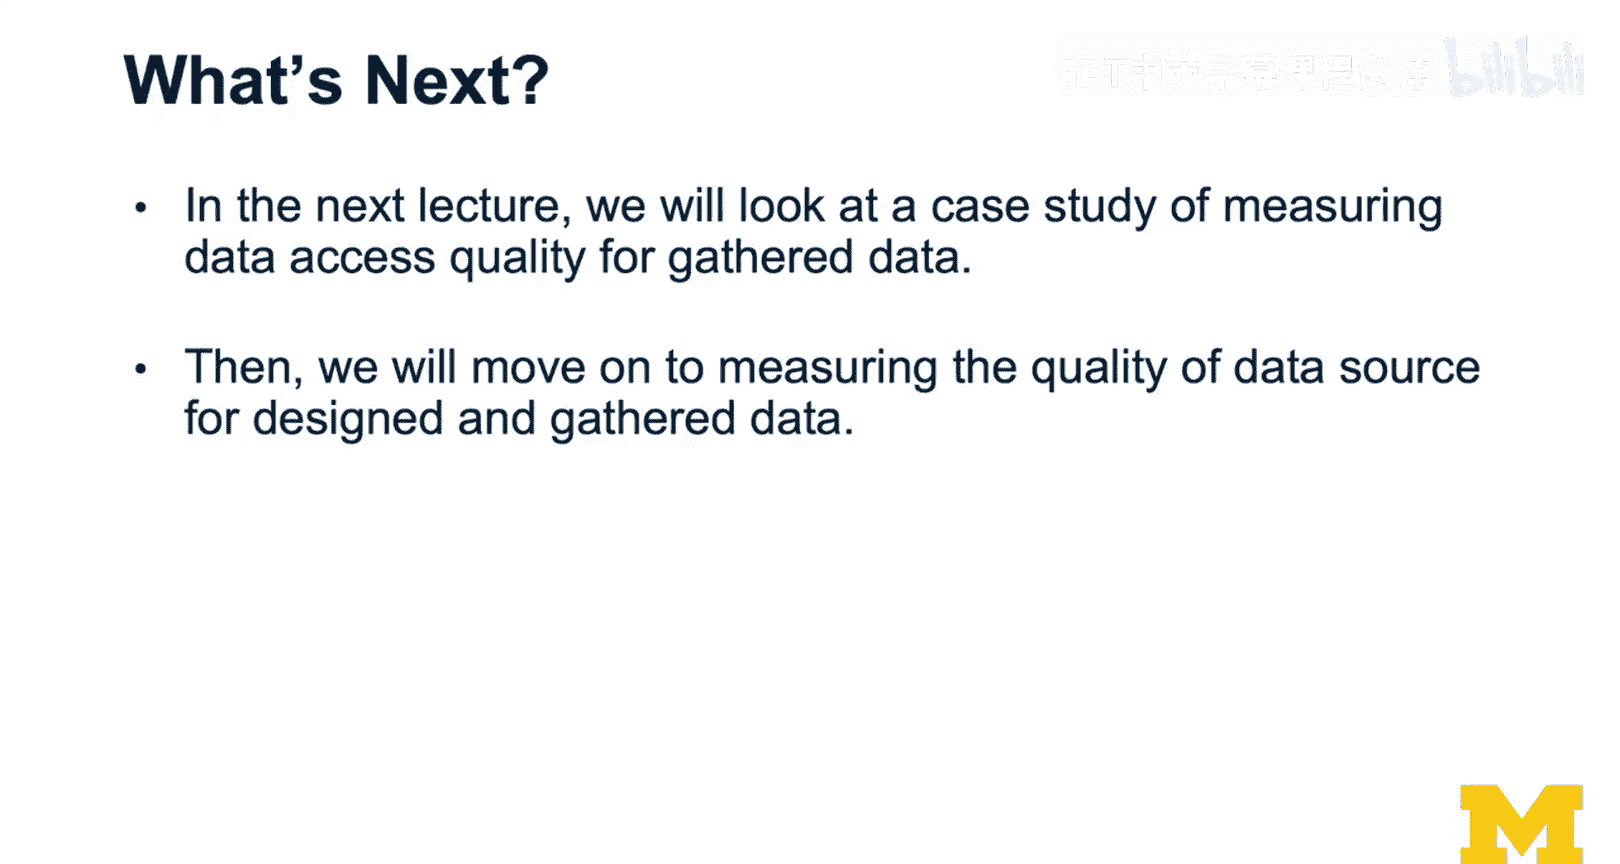 What's Next?
bilibili
• In the next lecture, we will look at a case study of measuring
data access quality for gathered data.
• Then, we will move on to measuring the quality of data source
for designed and gathered data.
M